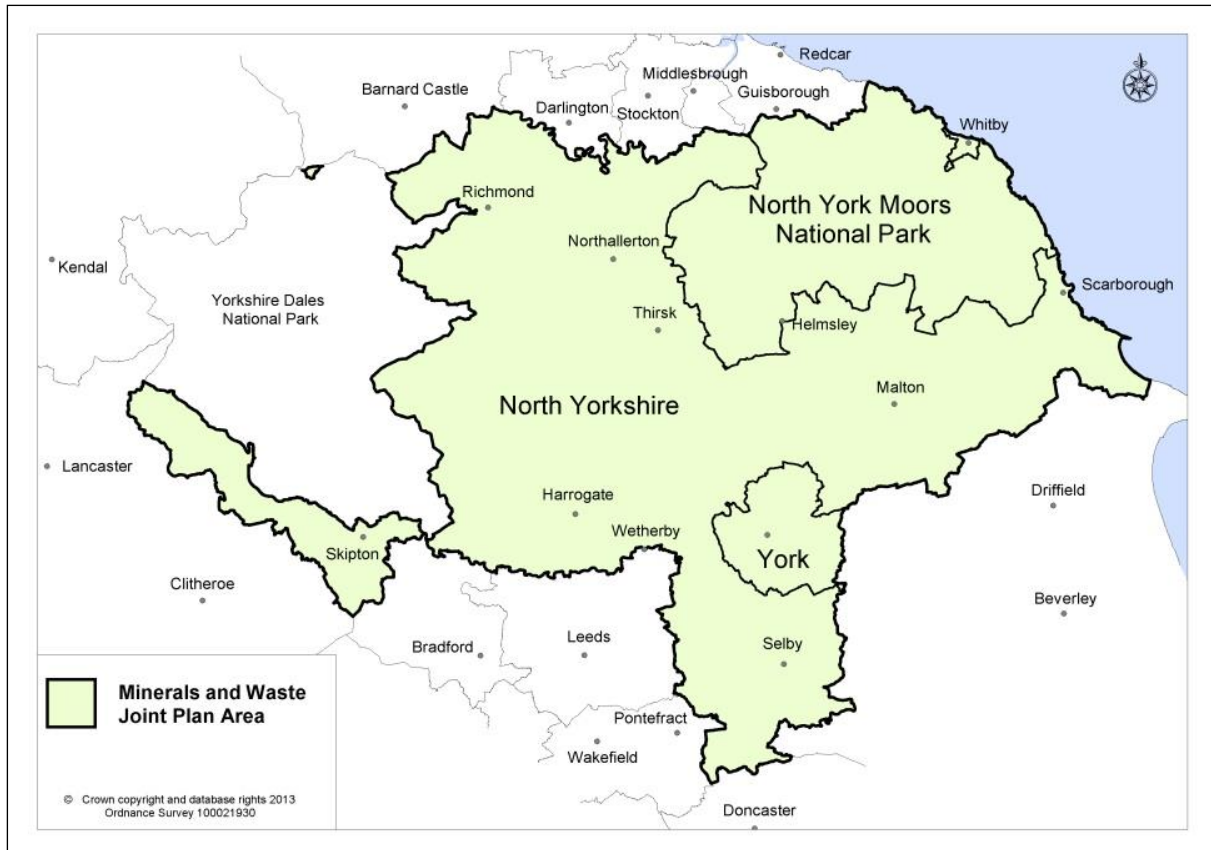 Redcar
Middlesbrough
Barnard Castle
Guisborough
Darlington
Stockton
Whitby
Richmond
North York Moors
National Park
Northallerton
Kendal
Scarborough
Yorkshire Dales
National Park
Thirsk
Helmsley
Malton
North Yorkshire
Lancaster
Harrogate
Driffield
Wetherby
Skipton
York
Clitheroe
Beverley
Bradford
Leeds
Selby
Minerals and Waste
Joint Plan Area
Pontefract
Wakefield
© Crown copyright and database rights 2013
Ordnance Survey 100021930
Doncaster